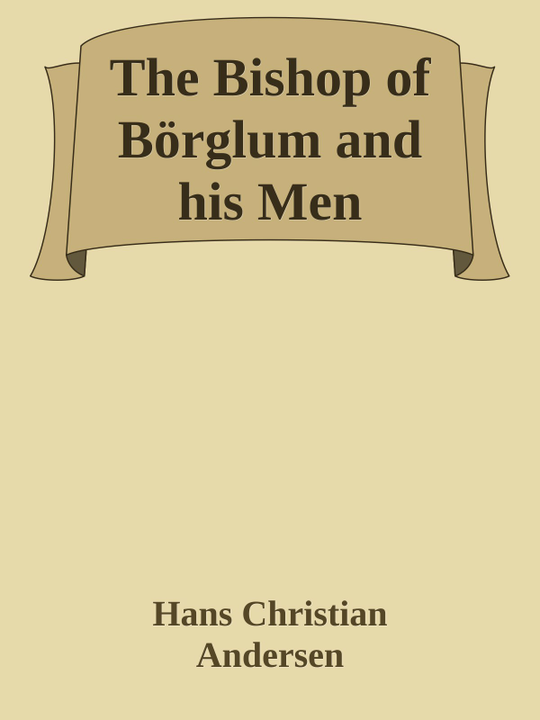 The Bishop of
Börglum and
his Men
Hans Christian
Andersen